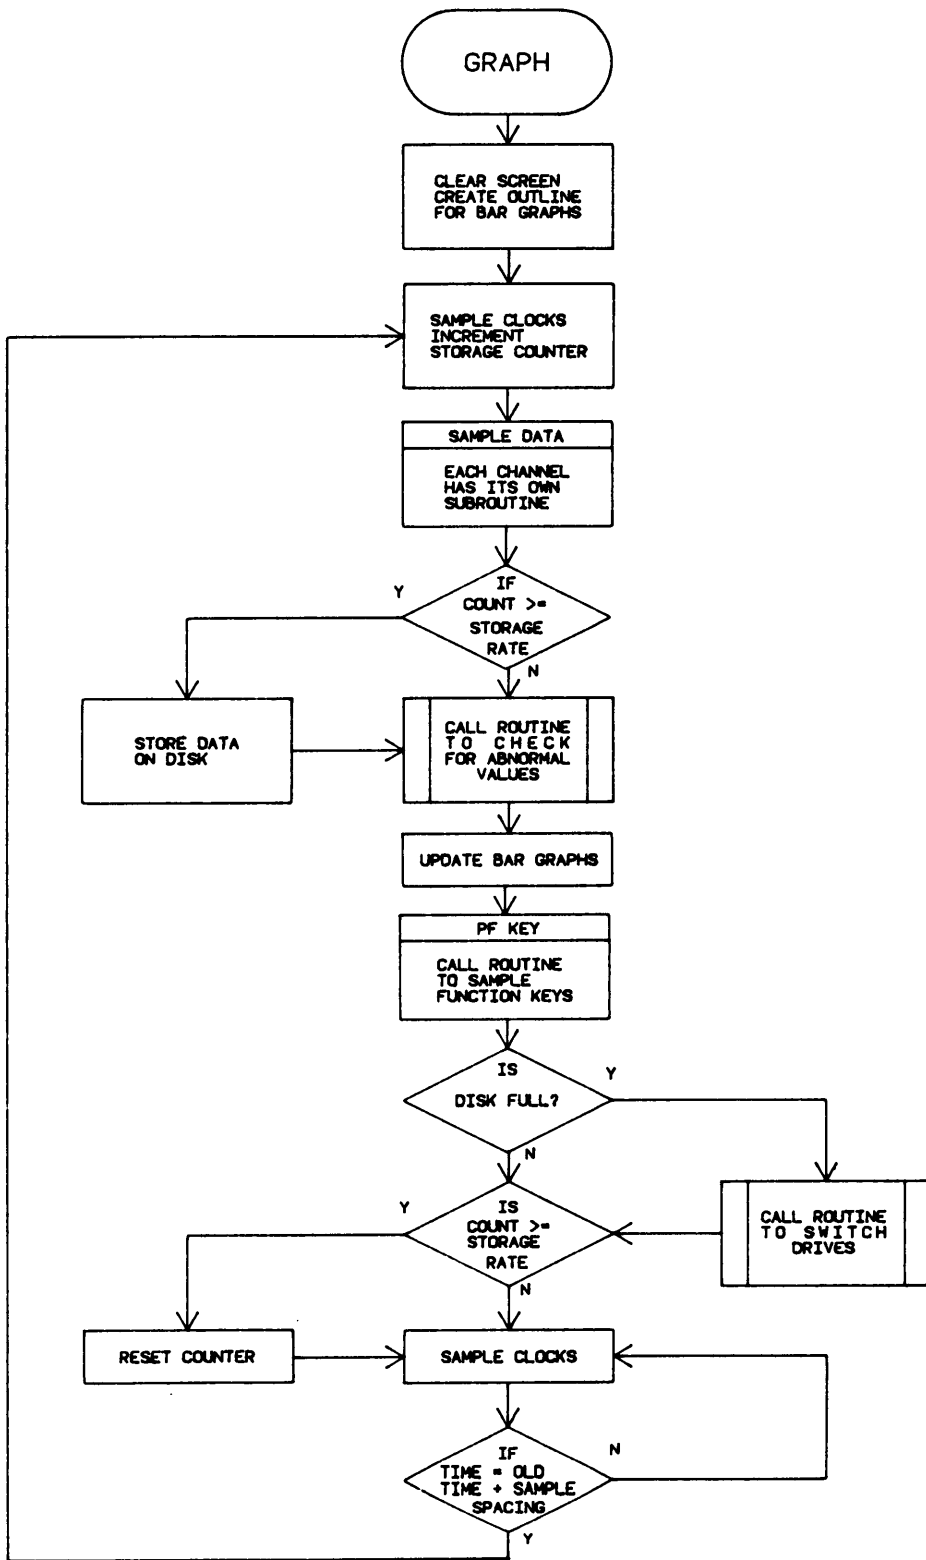 GRAPH
CLEAR SCREEN
CREATE OUTLINE
FOR BAR GRAPHS
SAMPLE CLOCKS
INCREMENT
STORAGE COUNTER
SAMPLE DATA
EACH CHANNEL
HAS ITS OWN
SUBROUTINE
Y
IF
COUNT >=
STORAGE
RATE
N
STORE DATA
ON DISK
CALL ROUTINE
TO CHECK
FOR ABNORMAL
VALUES
UPDATE BAR GRAPHS
PF KEY
CALL ROUTINE
TO SAMPLE
FUNCTION KEYS
IS
DISK FULL?
Y
N
Y
IS
COUNT >=
STORAGE
RATE
N
CALL ROUTINE
TO SWITCH
DRIVES
RESET COUNTER
SAMPLE CLOCKS
IF
TIME = OLD
TIME + SAMPLE
SPACING
N
Y